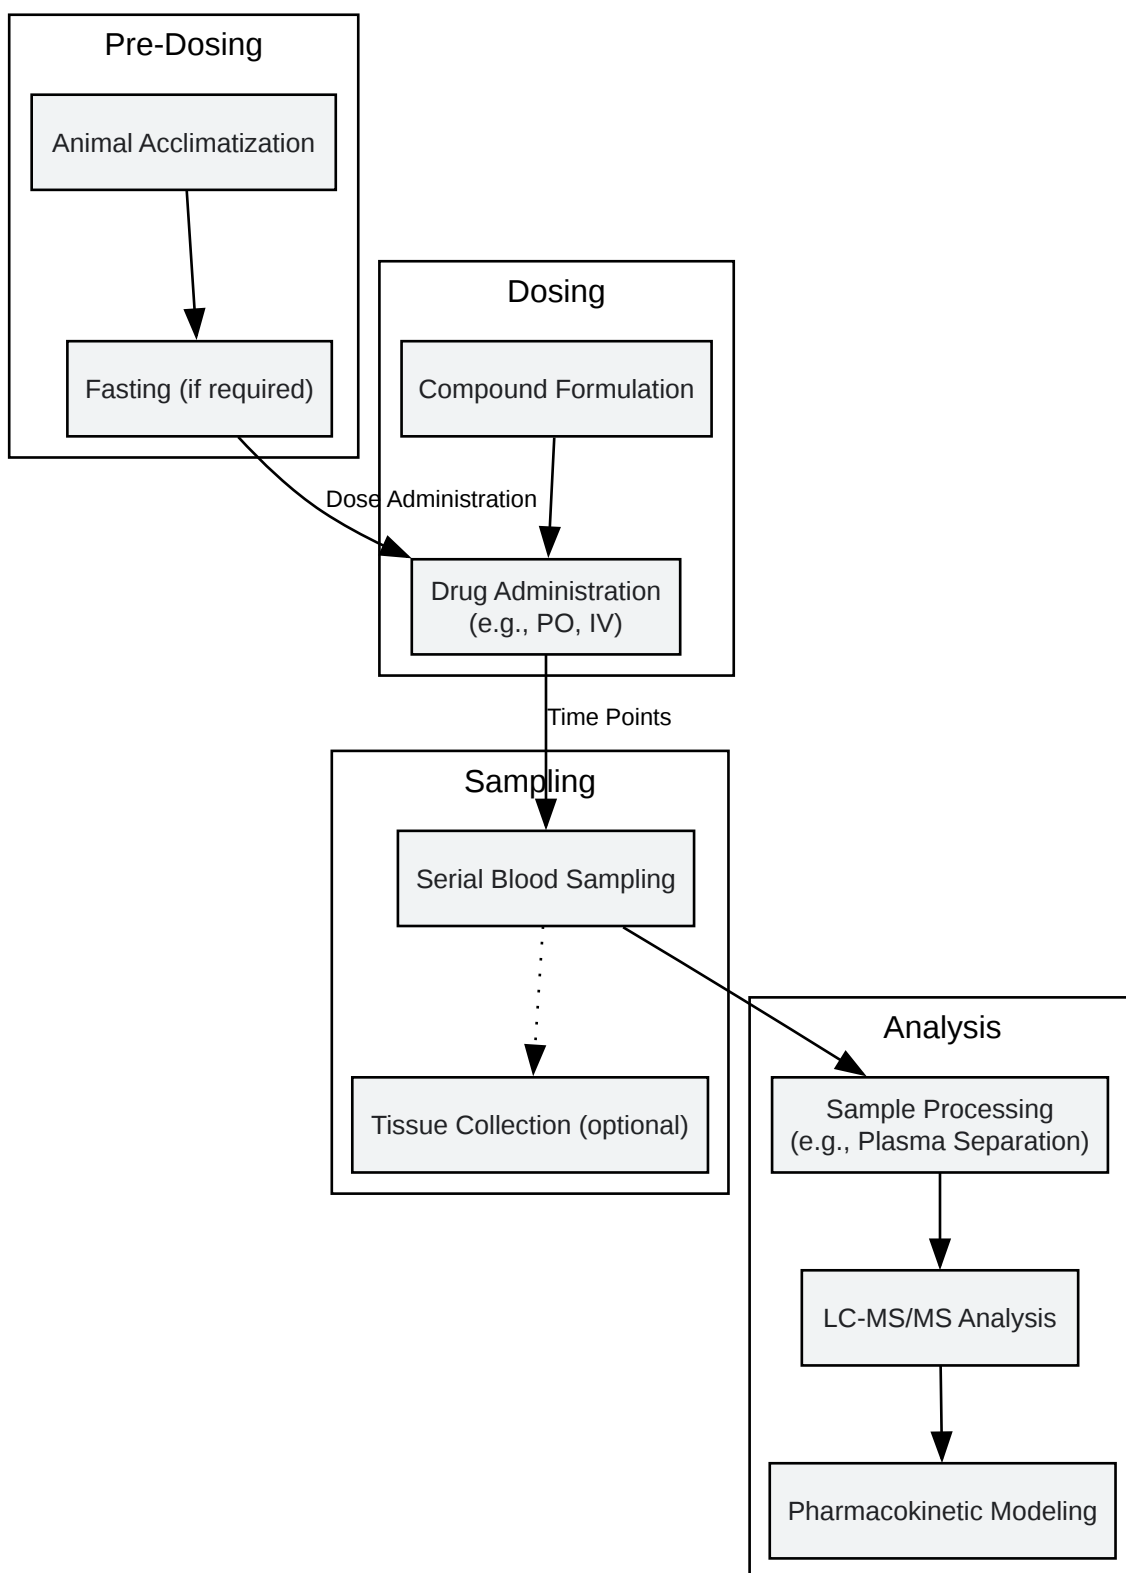 Pre-Dosing
Animal Acclimatization
Fasting (if required)
Dosing
Compound Formulation
Dose Administration
Drug Administration
(e.g., PO, IV)
Time Points
Sampling
Serial Blood Sampling
Tissue Collection (optional)
Analysis
Sample Processing
(e.g., Plasma Separation)
LC-MS/MS Analysis
Pharmacokinetic Modeling